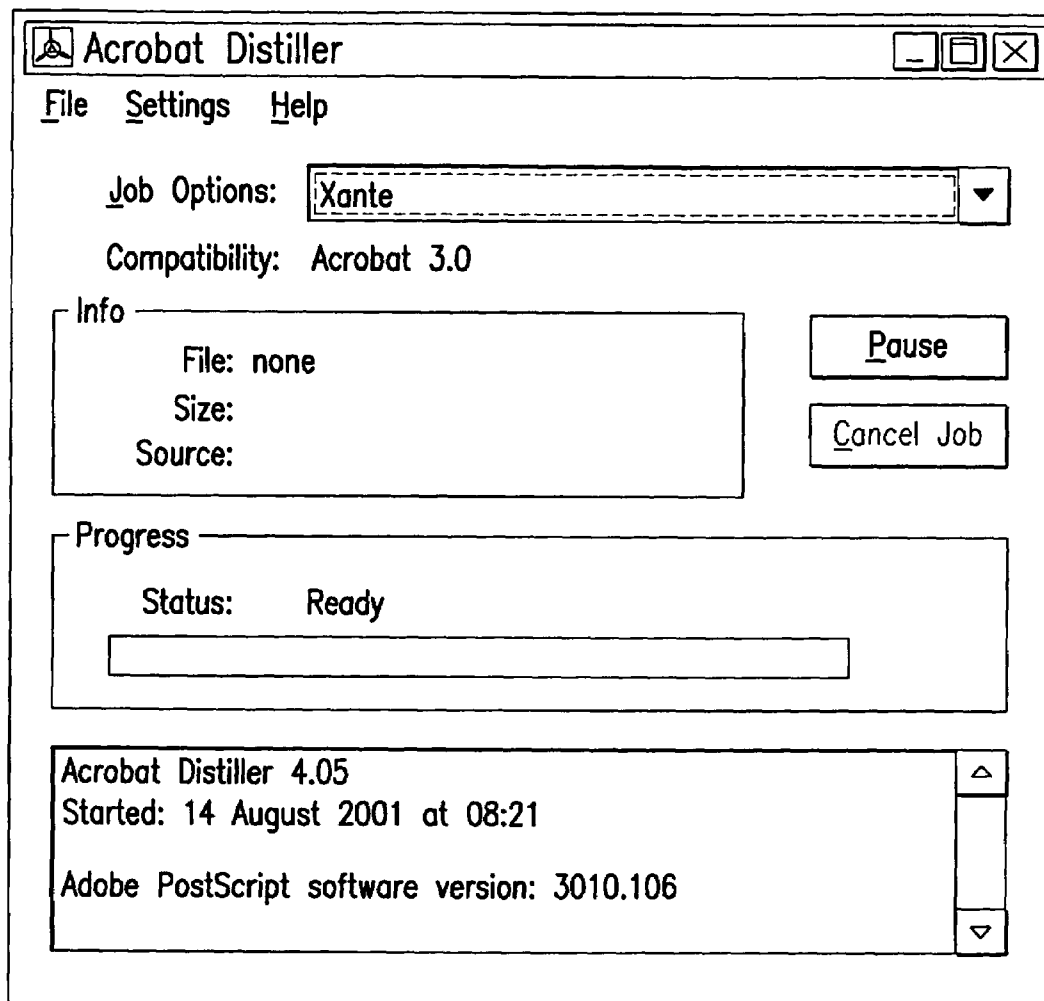 Acrobat Distiller
File Settings Help
Job Options: Xante
Compatibility: Acrobat 3.0
Info
File: none
Size:
Source:
Pause
Cancel Job
Progress
Status: Ready
Acrobat Distiller 4.05
Started: 14 August 2001 at 08:21
Adobe PostScript software version: 3010.106